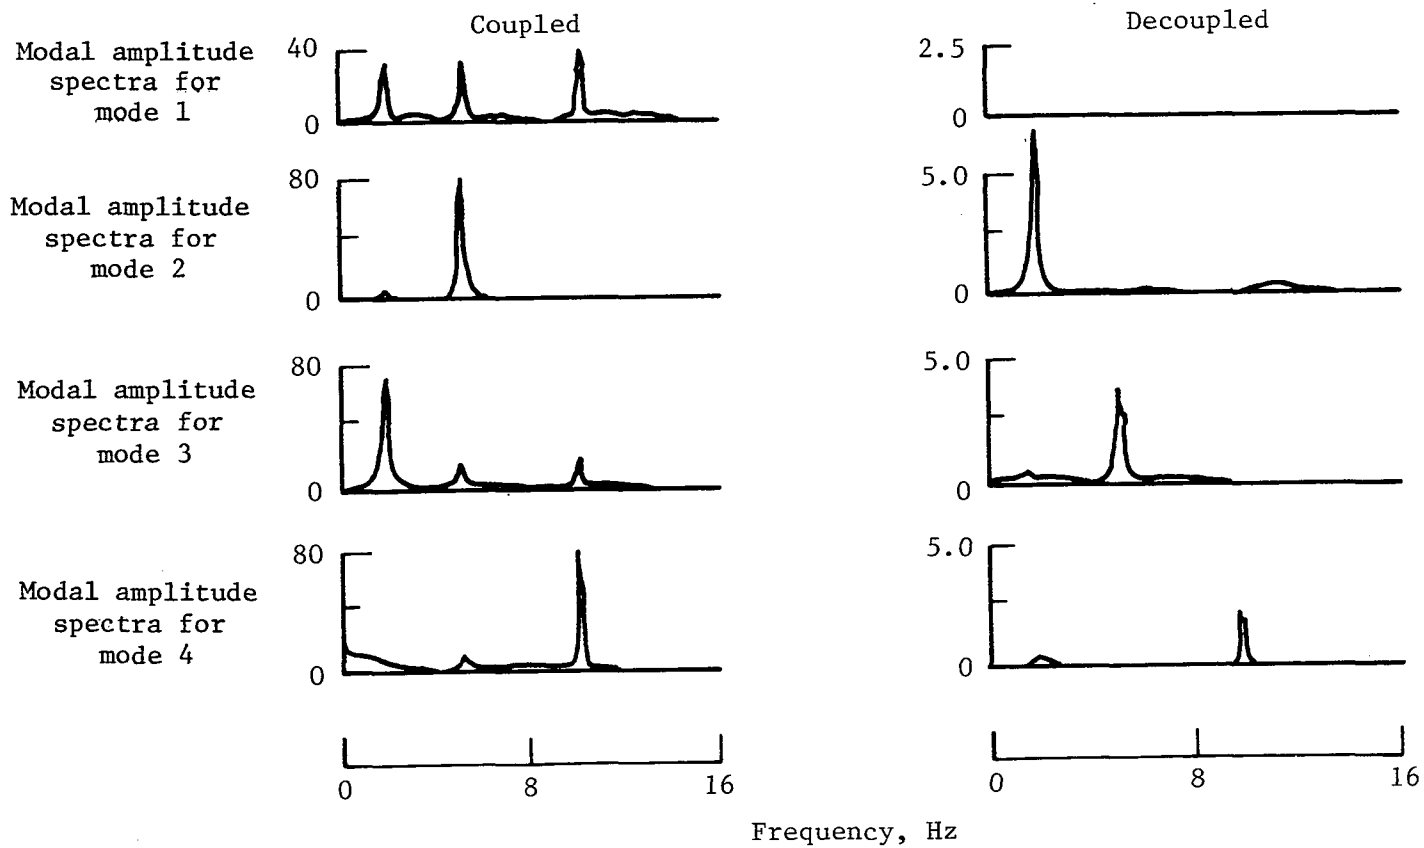 Coupled
Decoupled
Modal amplitude
spectra for
mode 1
40
0
2.5
0
Modal amplitude
spectra for
mode 2
80
0
5.0
0
Modal amplitude
spectra for
mode 3
80
0
5.0
0
Modal amplitude
spectra for
mode 4
80
0
5.0
0
0
8
16
0
8
16
Frequency, Hz